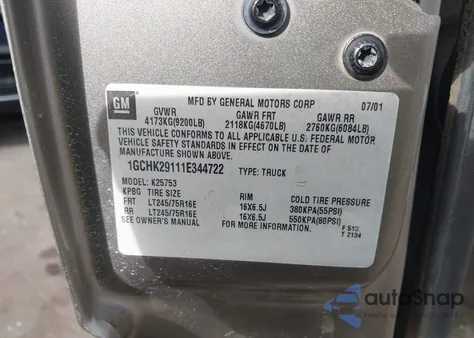 GM
MFD BY GENERAL MOTORS CORP 07/01
GVWR GAWR FRT GAWR RR
4173KG(9200LB) 2118KG(4670LB) 2760KG(6084LB)
THIS VEHICLE CONFORMS TO ALL APPLICABLE U.S. FEDERAL MOTOR
VEHICLE SAFETY STANDARDS IN EFFECT ON THE DATE OF
MANUFACTURE SHOWN ABOVE.
1GCHK29111E344722 TYPE: TRUCK
MODEL: K25753
KPBG TIRE SIZE RIM COLD TIRE PRESSURE
FRT LT245/75R16E 16X6.5J 380KPA(55PSI)
RR LT245/75R16E 16X6.5J 550KPA(80PSI)
SEE OWNER'S MANUAL FOR MORE INFORMATION. F S13
T 2134
autoSnap